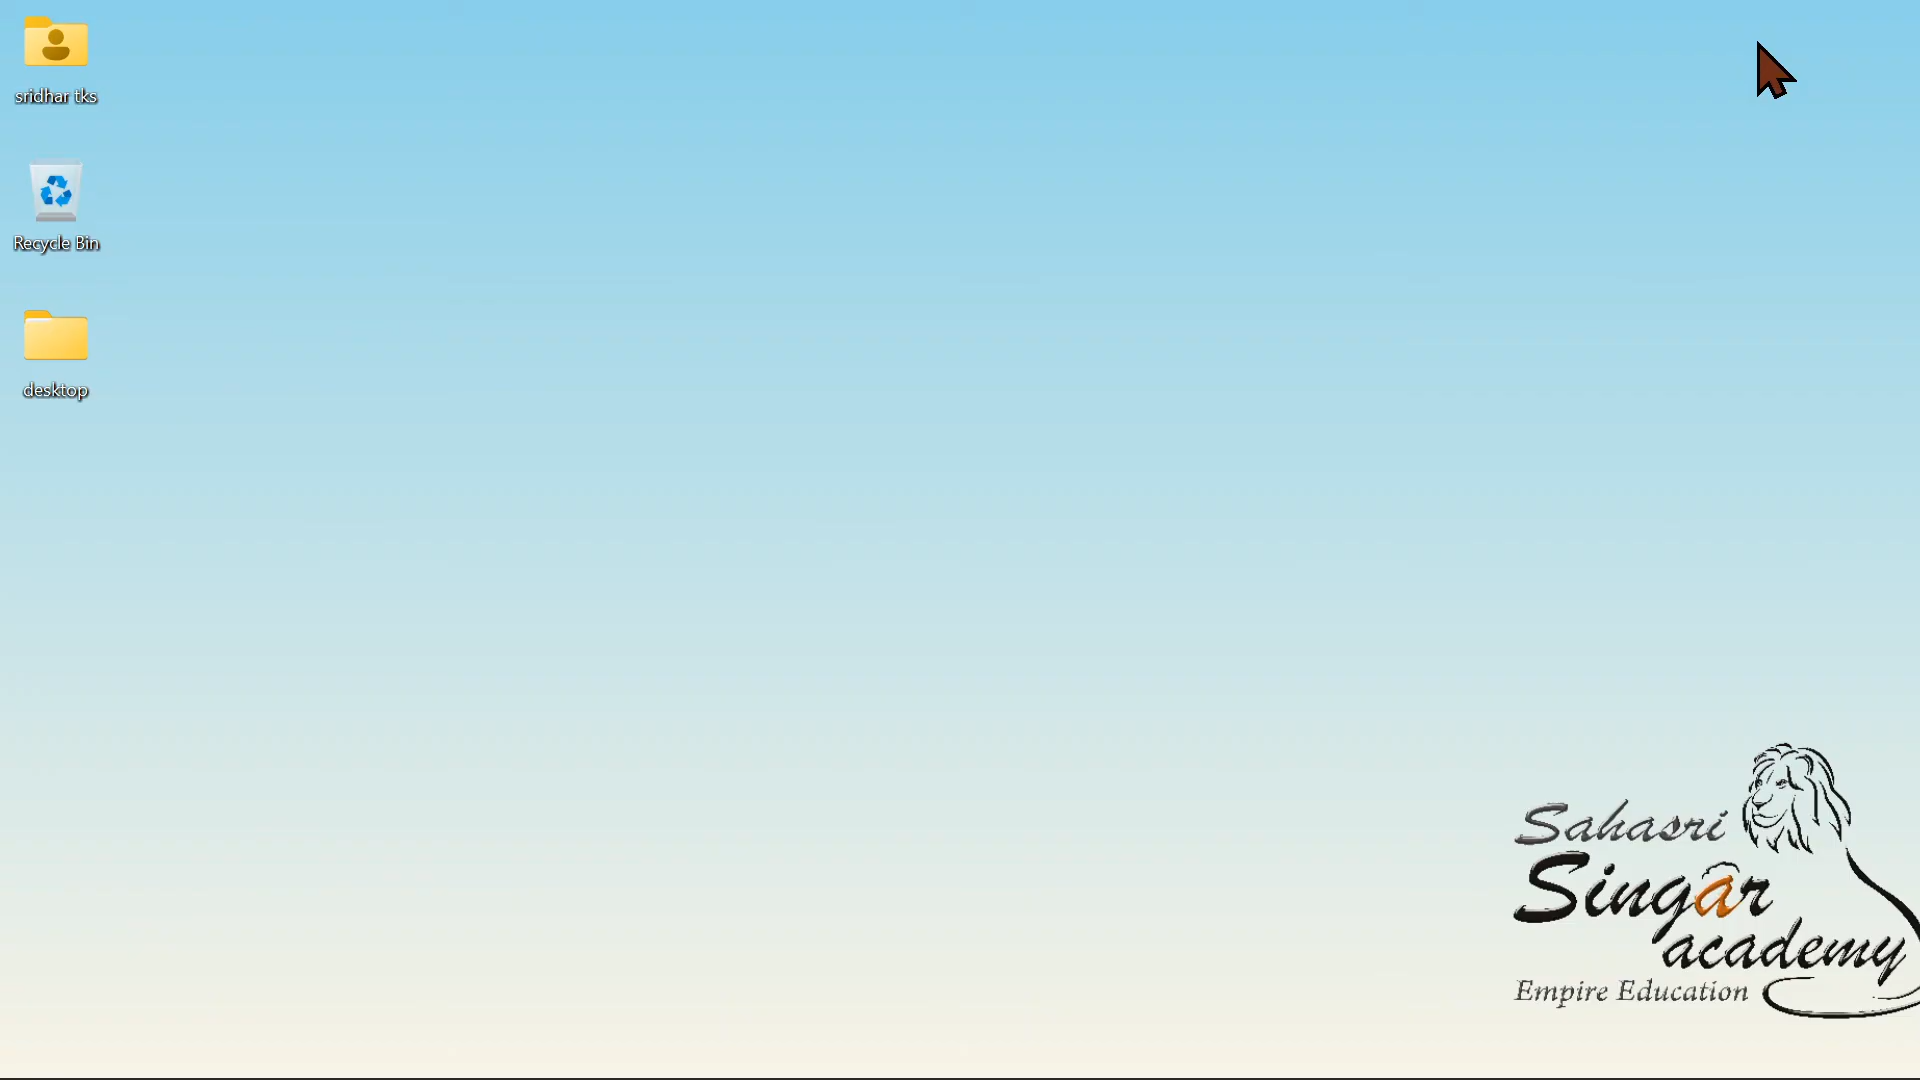 sridhar tks
Recycle Bin
desktop
Sahasri
Singar
academy
Empire Education